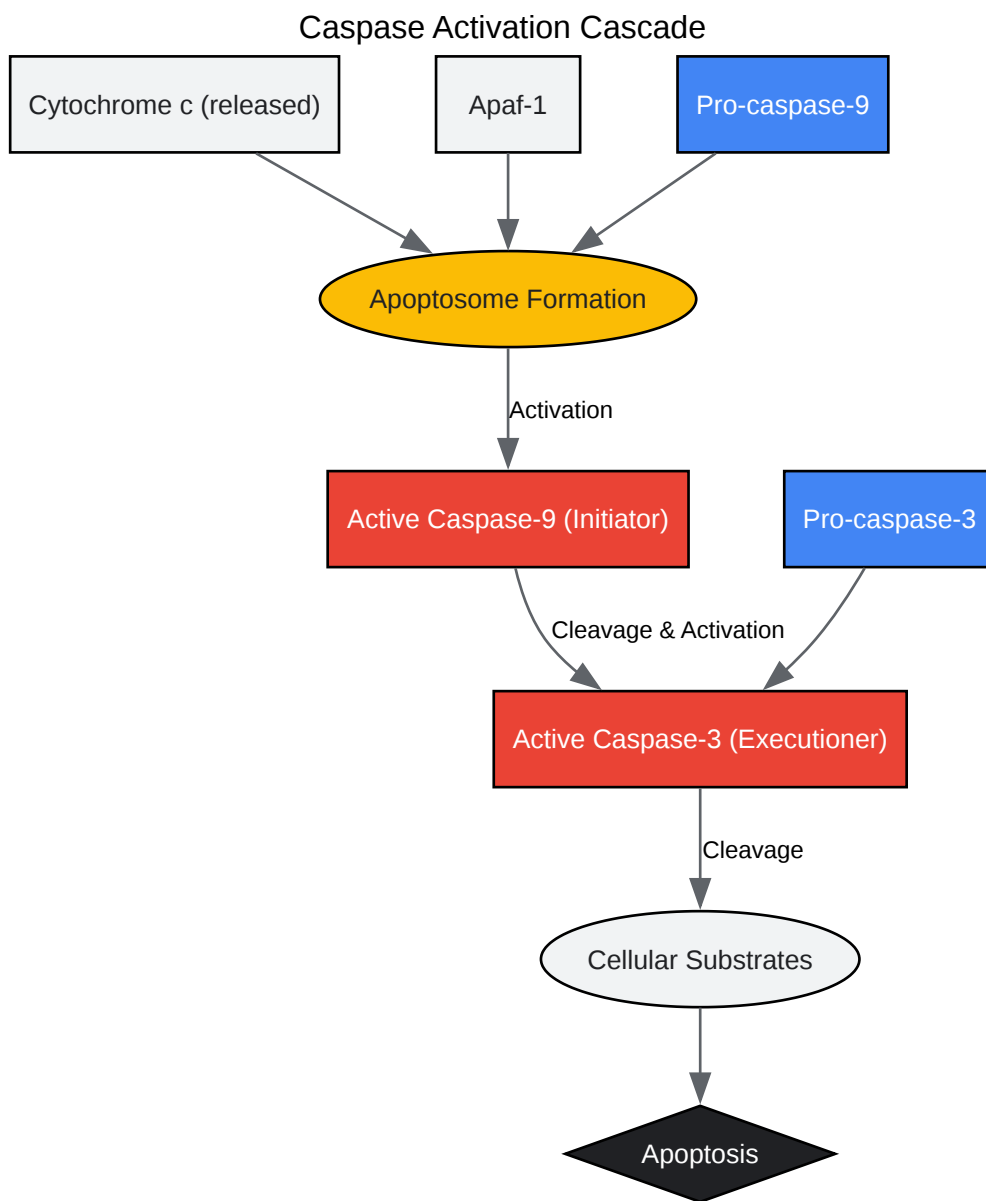 Caspase Activation Cascade
Cytochrome c (released)
Apaf-1
Pro-caspase-9
Apoptosome Formation
Activation
Active Caspase-9 (Initiator)
Pro-caspase-3
Cleavage & Activation
Active Caspase-3 (Executioner)
Cleavage
Cellular Substrates
Apoptosis